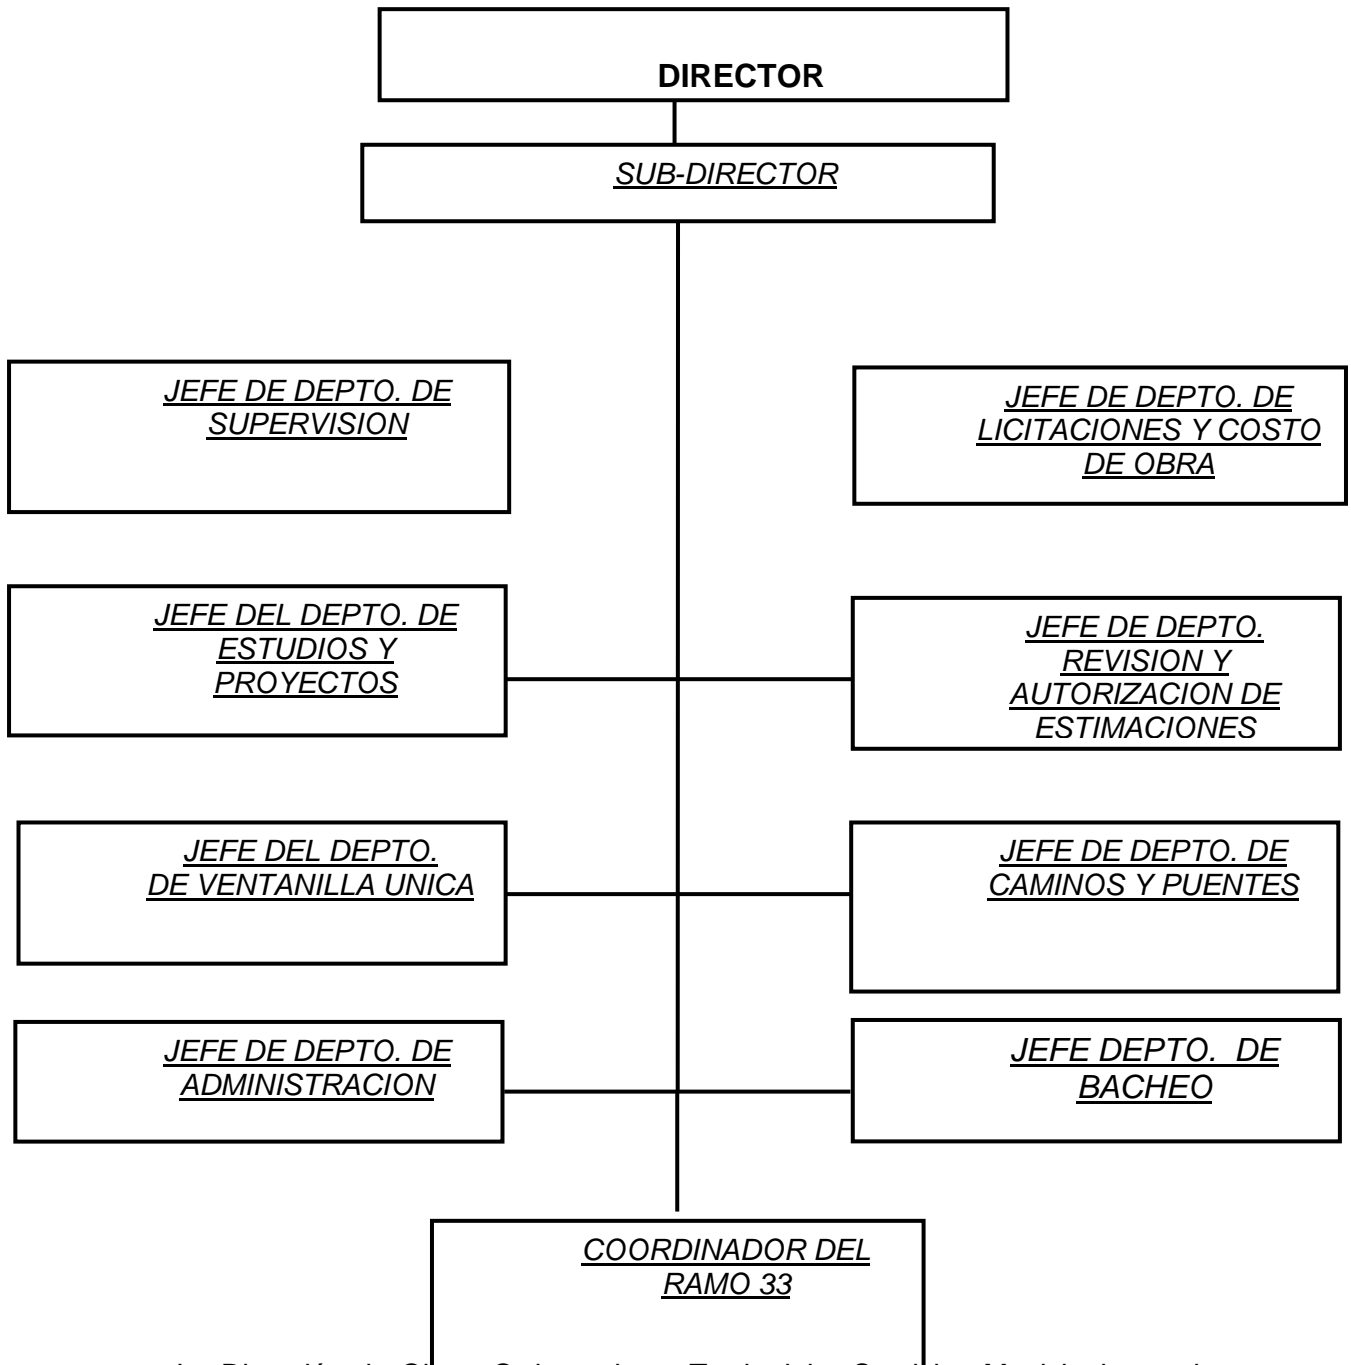 DIRECTOR
SUB-DIRECTOR
JEFE DE DEPTO. DE
SUPERVISION
JEFE DE DEPTO. DE
LICITACIONES Y COSTO
DE OBRA
JEFE DEL DEPTO. DE
ESTUDIOS Y
PROYECTOS
JEFE DE DEPTO.
REVISION Y
AUTORIZACION DE
ESTIMACIONES
JEFE DEL DEPTO.
DE VENTANILLA UNICA
JEFE DE DEPTO. DE
CAMINOS Y PUENTES
JEFE DE DEPTO. DE
ADMINISTRACION
JEFE DEPTO. DE
BACHEO
COORDINADOR DEL
RAMO 33